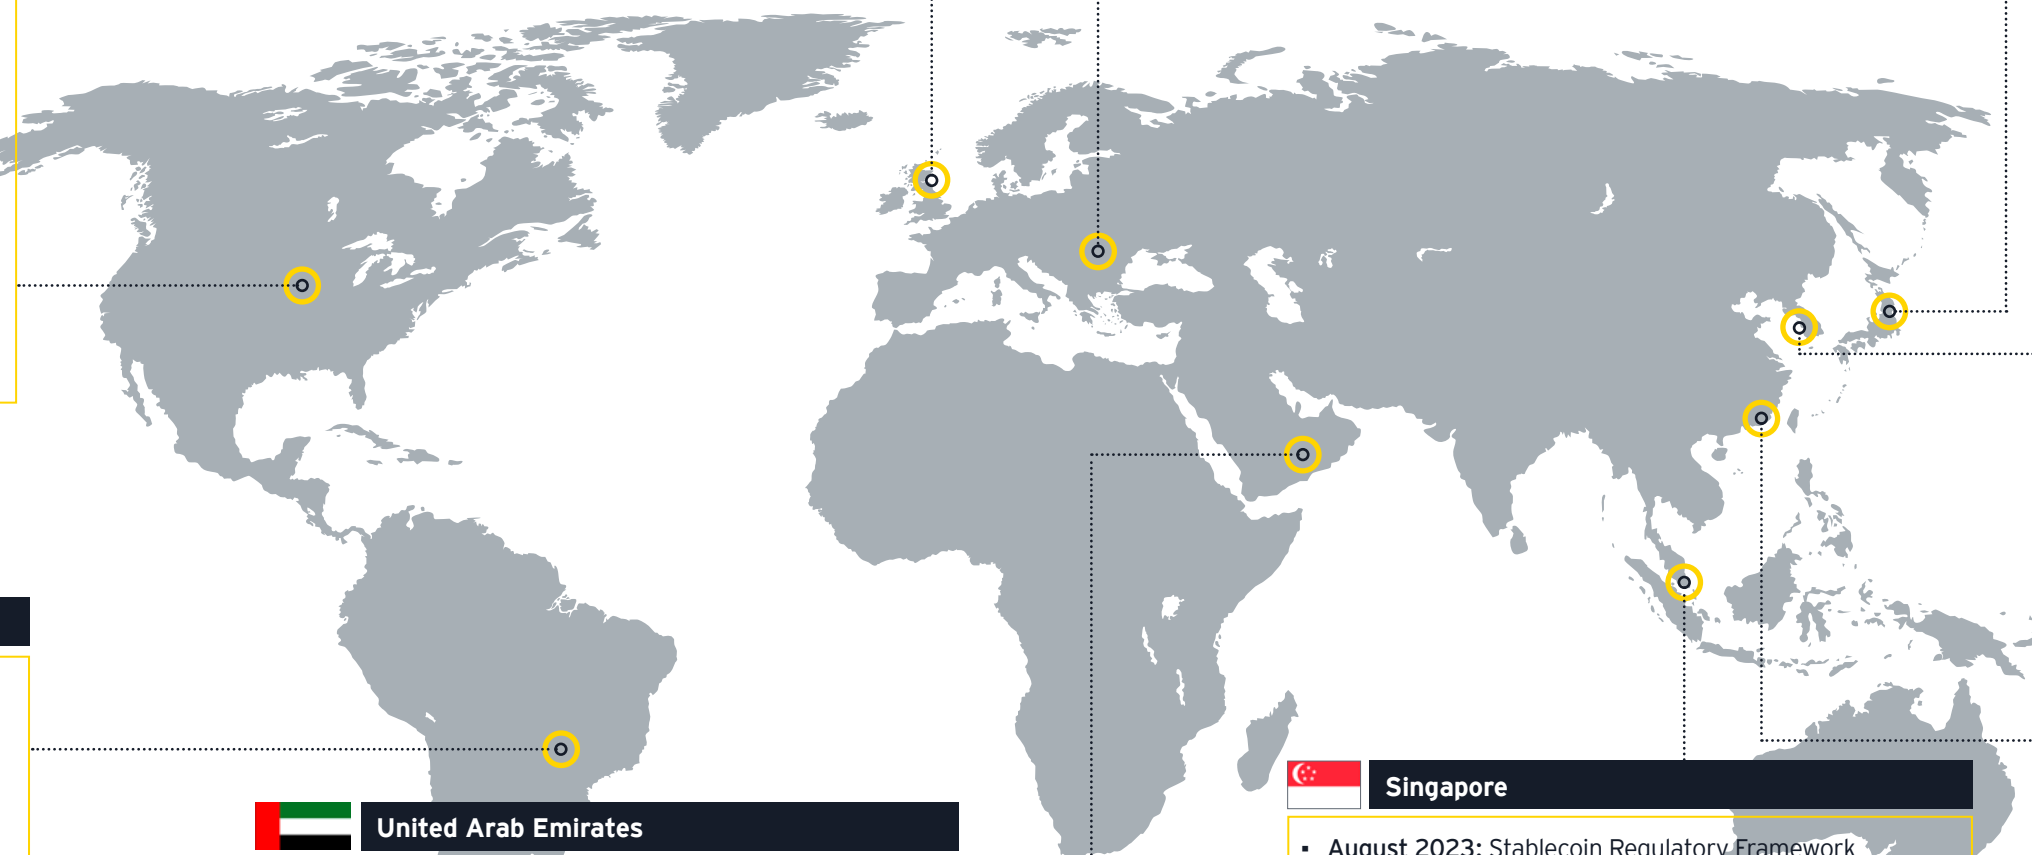 United Arab Emirates
Singapore
▪ August 2023: Stablecoin Regulatory Framework